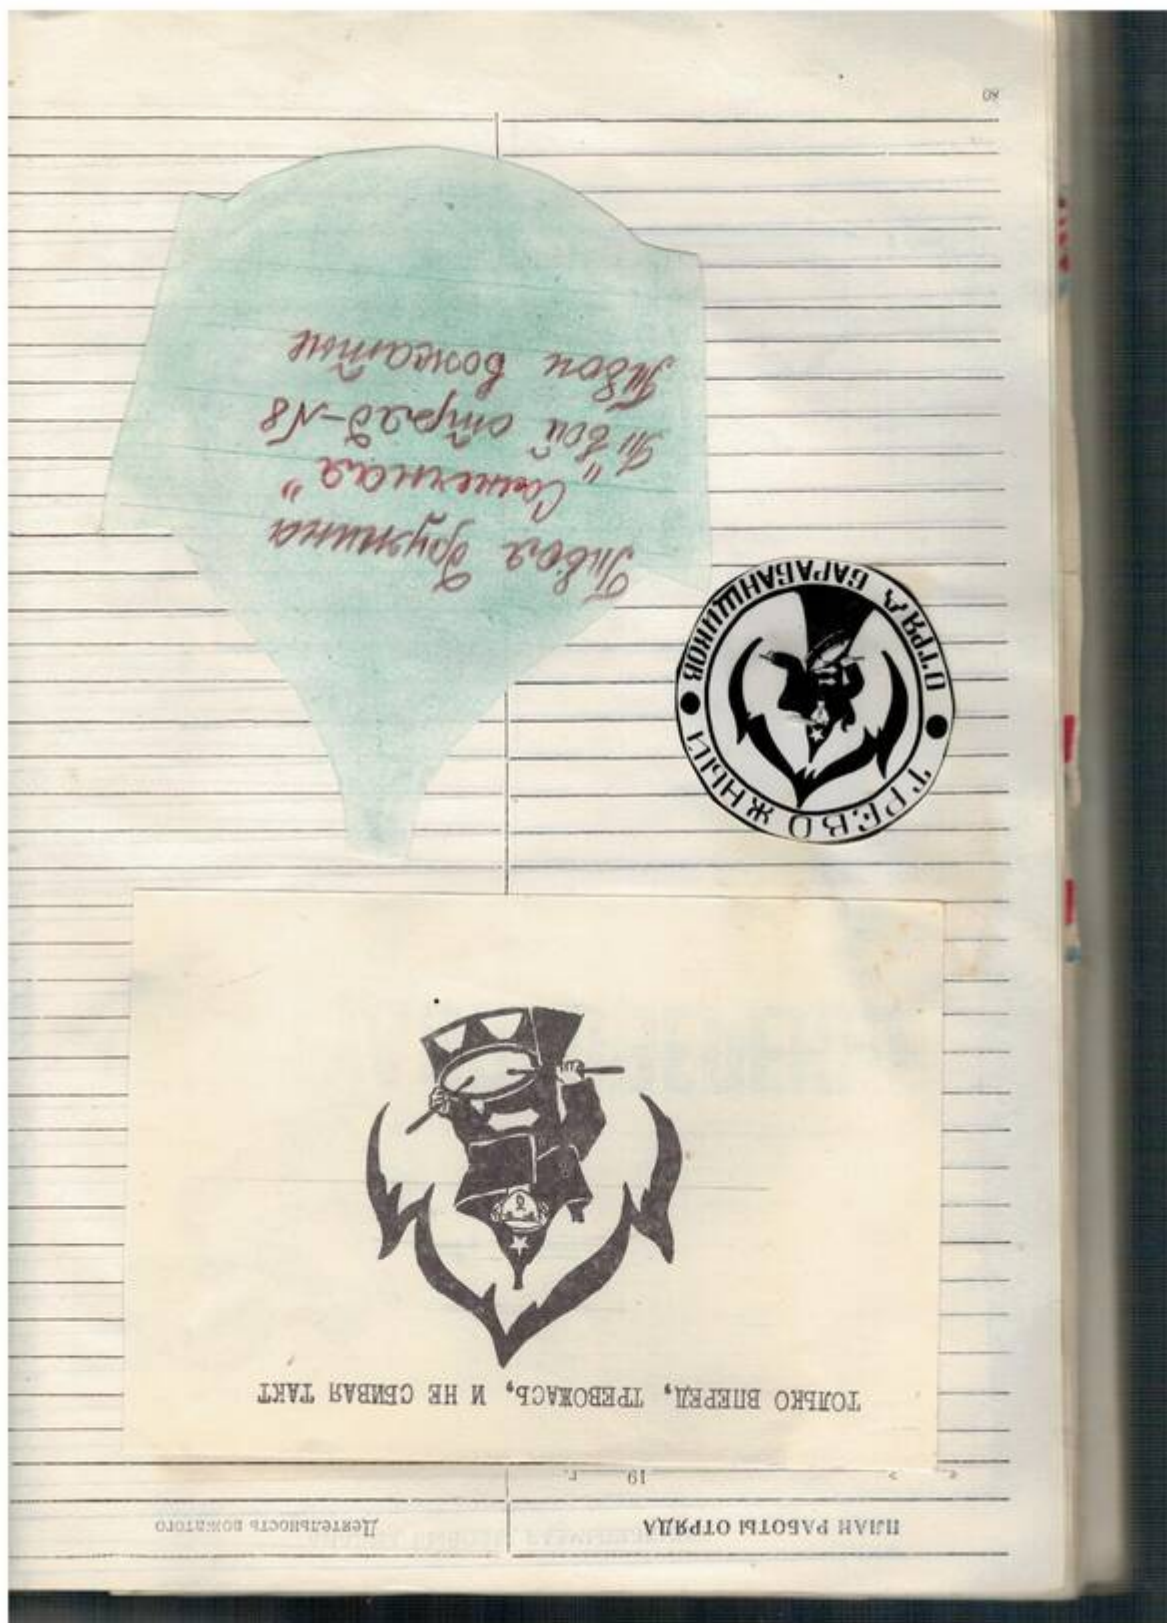 ПЛАН РАБОТЫ ОТРЯДА
Деятельность вожатого
« » 19 г.
ТОЛЬКО ВПЕРЕД, ТРЕВОЖАСЬ, И НЕ СБИВАЯ ТАКТ
ТРЕВОЖНЫЙ
ОТРЯД БАРАБАНЩИКОВ
Твоя дружина
"Солнечная"
Твой отряд-№8
Твои вожатые
80